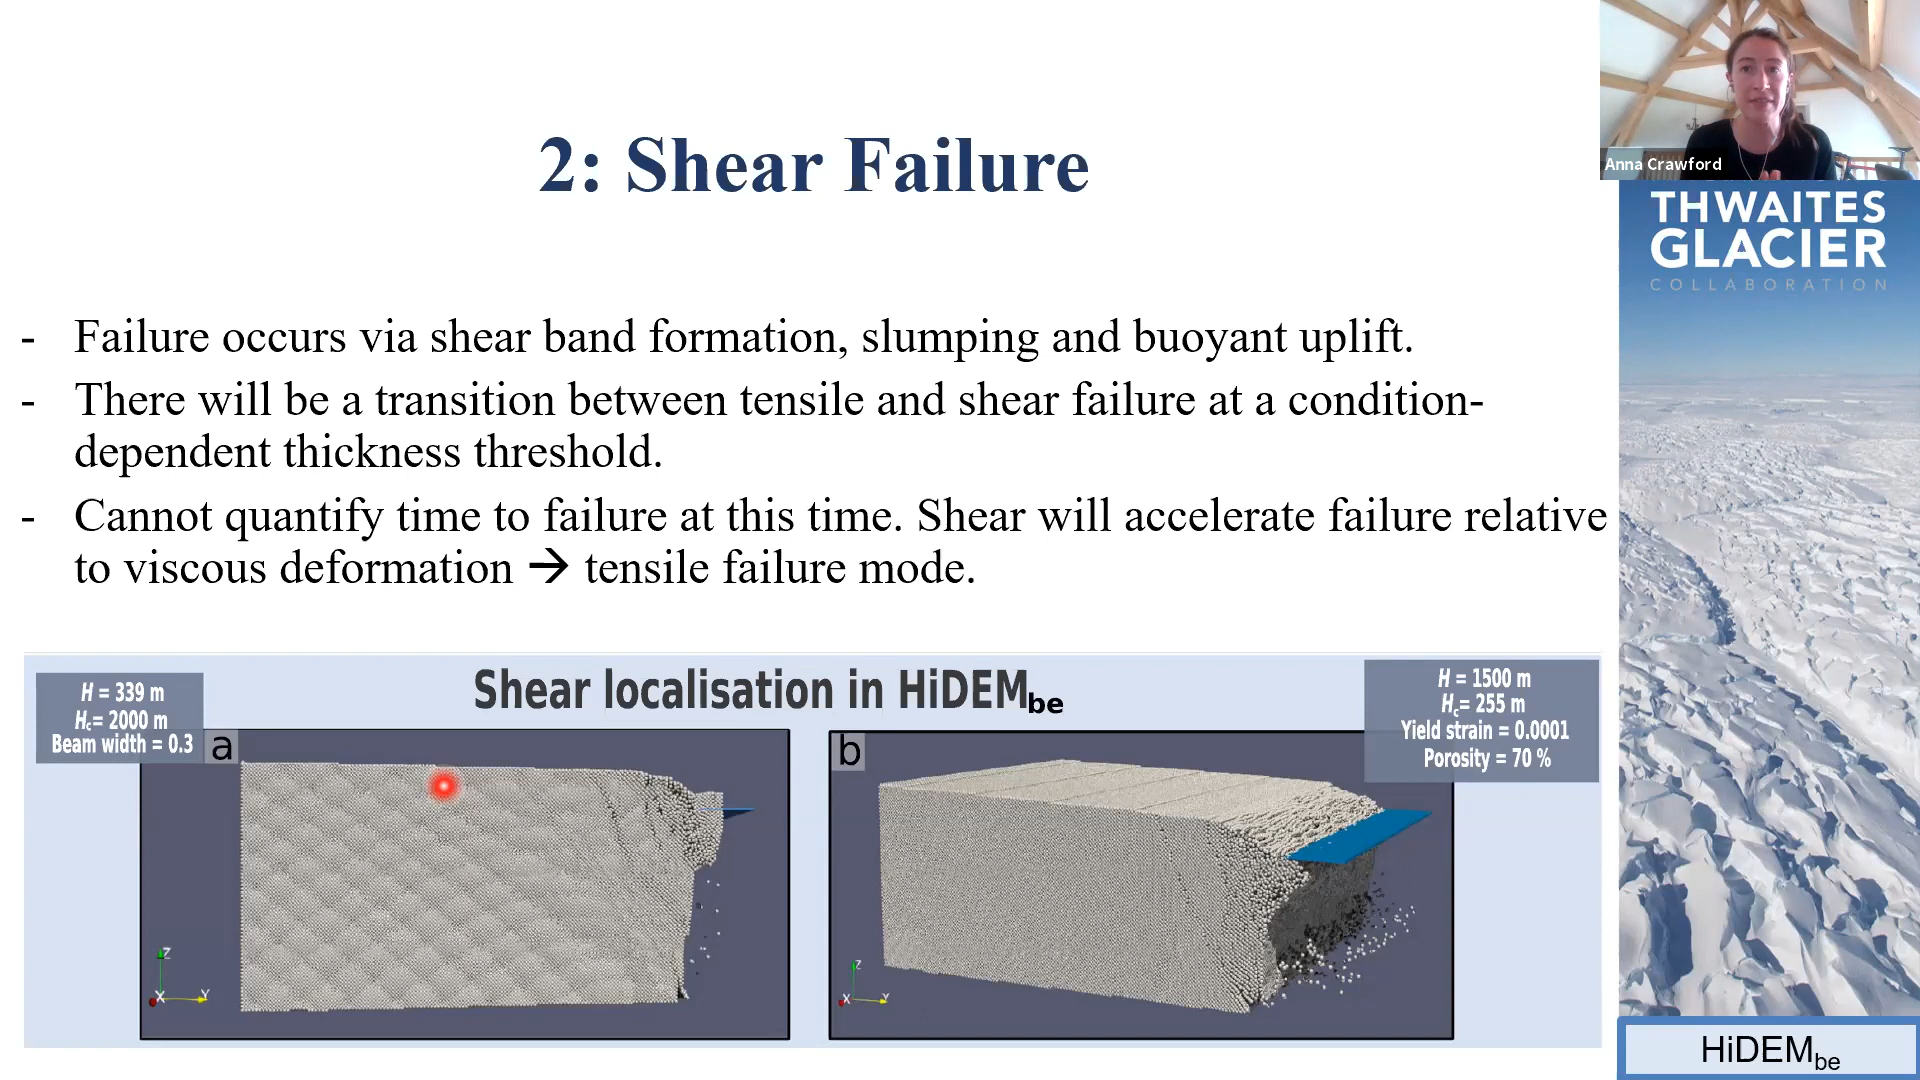 2: Shear Failure
Anna Crawford
THWAITES
GLACIER
COLLABORATION
- Failure occurs via shear band formation, slumping and buoyant uplift.
- There will be a transition between tensile and shear failure at a condition-
dependent thickness threshold.
- Cannot quantify time to failure at this time. Shear will accelerate failure relative
to viscous deformation → tensile failure mode.
Shear localisation in HiDEMbe
H = 339 m
Hc= 2000 m
Beam width = 0.3
a
Z
X
Y
H = 1500 m
Hc= 255 m
Yield strain = 0.0001
Porosity = 70 %
b
Z
X
Y
HiDEMbe